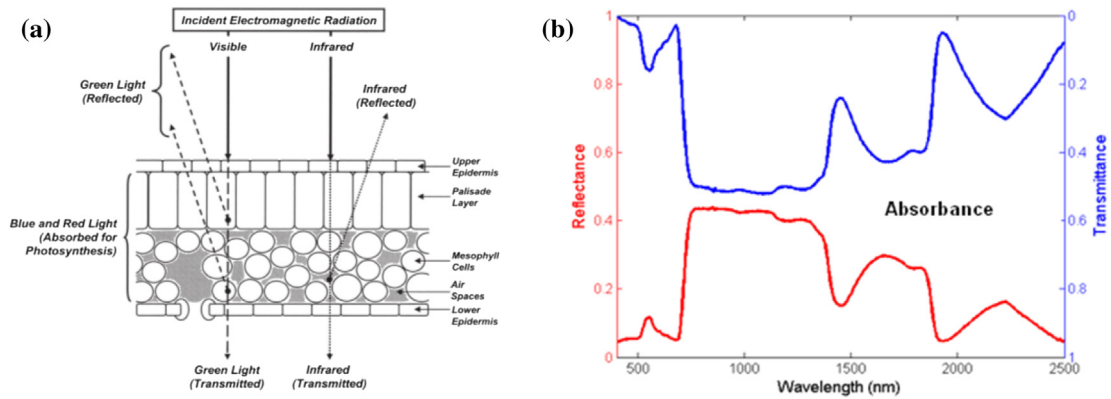 (a)
Incident Electromagnetic Radiation
Visible
Infrared
Green Light
(Reflected)
Infrared
(Reflected)
Upper
Epidermis
Palisade
Layer
Blue and Red Light
(Absorbed for
Photosynthesis)
Mesophyll
Cells
Air
Spaces
Lower
Epidermis
Green Light
(Transmitted)
Infrared
(Transmitted)
(b)
1
0.8
0.6
0.4
0.2
0
Reflectance
0
0.2
0.4
0.6
0.8
1
Transmittance
Absorbance
500
1000
1500
2000
2500
Wavelength (nm)